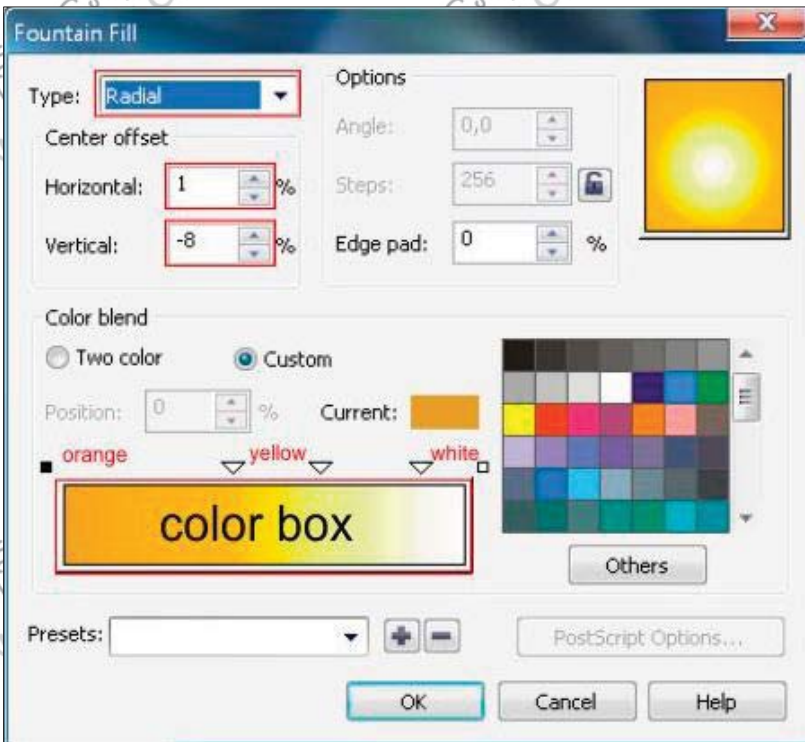 Fountain Fill
Type: Radial
Options
Center offset
Angle: 0,0
Horizontal: 1 %
Steps: 256
Vertical: -8 %
Edge pad: 0 %
Color blend
Two color Custom
Position: 0 % Current:
orange yellow white
color box
Others
Presets:
PostScript Options...
OK Cancel Help